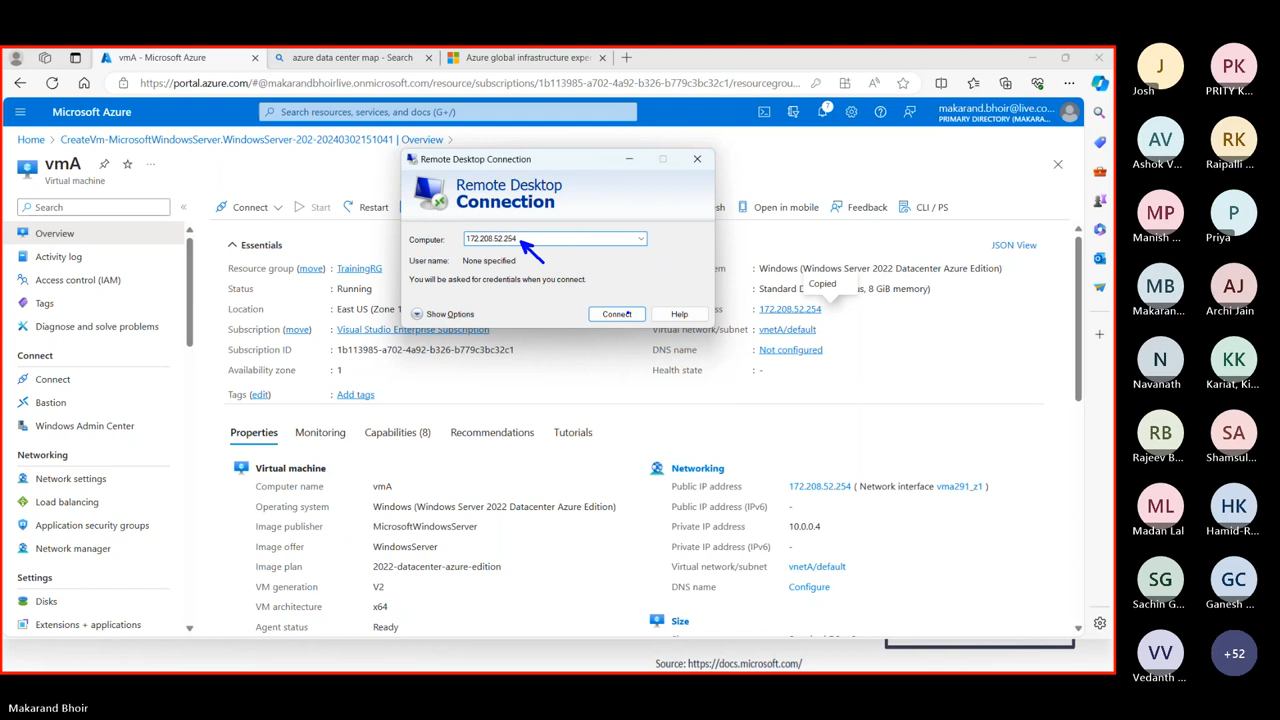 vmA - Microsoft Azure
azure data center map - Search
Azure global infrastructure exper
https://portal.azure.com/#@makarandbhoirlive.onmicrosoft.com/resource/subscriptions/1b113985-a702-4a92-b326-b779c3bc32c1/resourcegrou...
Microsoft Azure
Search resources, services, and docs (G+/)
7
makarand.bhoir@live.co...
PRIMARY DIRECTORY (MAKARA...
Home > CreateVm-MicrosoftWindowsServer.WindowsServer-202-20240302151041 | Overview >
vmA
Virtual machine
Search
Overview
Activity log
Access control (IAM)
Tags
Diagnose and solve problems
Connect
Connect
Bastion
Windows Admin Center
Networking
Network settings
Load balancing
Application security groups
Network manager
Settings
Disks
Extensions + applications
Connect
Start
Restart
Open in mobile
Feedback
CLI / PS
Essentials
JSON View
Resource group (move) : TrainingRG
Status : Running
Location : East US (Zone 1
Subscription (move) : Visual Studio Enterprise Subscription
Subscription ID : 1b113985-a702-4a92-b326-b779c3bc32c1
Availability zone : 1
Tags (edit) : Add tags
: Windows (Windows Server 2022 Datacenter Azure Edition)
: Standard D
us, 8 GiB memory)
Copied
: 172.208.52.254
Virtual network/subnet : vnetA/default
DNS name : Not configured
Health state : -
Remote Desktop Connection
Remote Desktop
Connection
Computer: 172.208.52.254
User name: None specified
You will be asked for credentials when you connect.
Show Options
Connect
Help
Properties
Monitoring
Capabilities (8)
Recommendations
Tutorials
Virtual machine
Computer name vmA
Operating system Windows (Windows Server 2022 Datacenter Azure Edition)
Image publisher MicrosoftWindowsServer
Image offer WindowsServer
Image plan 2022-datacenter-azure-edition
VM generation V2
VM architecture x64
Agent status Ready
Networking
Public IP address 172.208.52.254 ( Network interface vma291_z1 )
Public IP address (IPv6) -
Private IP address 10.0.0.4
Private IP address (IPv6) -
Virtual network/subnet vnetA/default
DNS name Configure
Size
Source: https://docs.microsoft.com/
J
Josh
PK
PRITY K...
AV
Ashok V...
RK
Raipalli ...
MP
Manish ...
P
Priya
MB
Makaran...
AJ
Archi Jain
N
Navanath
KK
Kariat, Ki...
RB
Rajeev B...
SA
Shamsul...
ML
Madan Lal
HK
Hamid-R...
SG
Sachin G...
GC
Ganesh ...
VV
Vedanth ...
+52
Makarand Bhoir